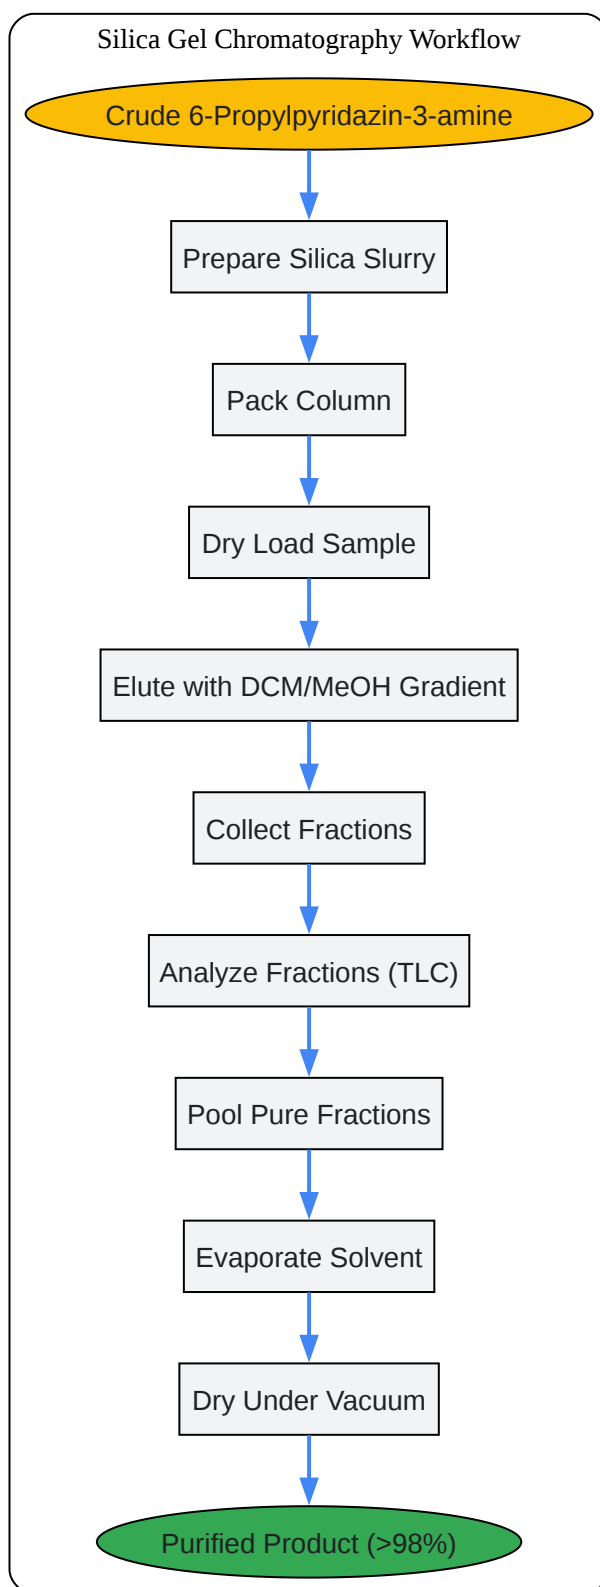 Silica Gel Chromatography Workflow
Crude 6-Propylpyridazin-3-amine
Prepare Silica Slurry
Pack Column
Dry Load Sample
Elute with DCM/MeOH Gradient
Collect Fractions
Analyze Fractions (TLC)
Pool Pure Fractions
Evaporate Solvent
Dry Under Vacuum
Purified Product (>98%)